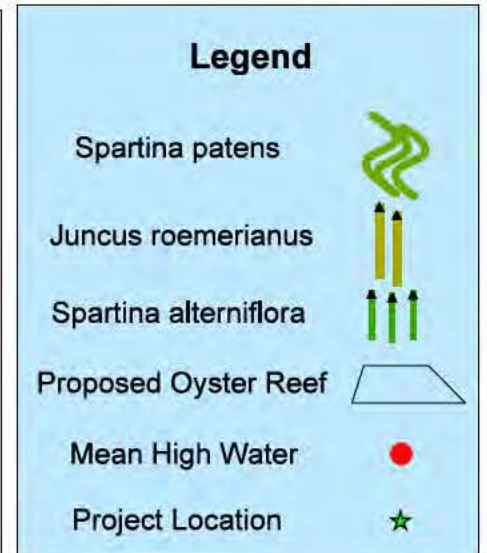 Legend
Spartina patens
Juncus roemerianus
Spartina alterniflora
Proposed Oyster Reef
Mean High Water
Project Location